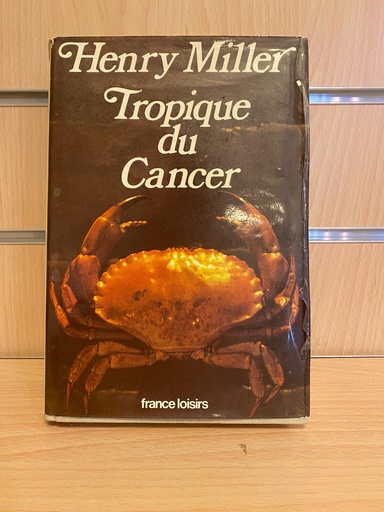 Henry Miller
Tropique
du
Cancer
france loisirs